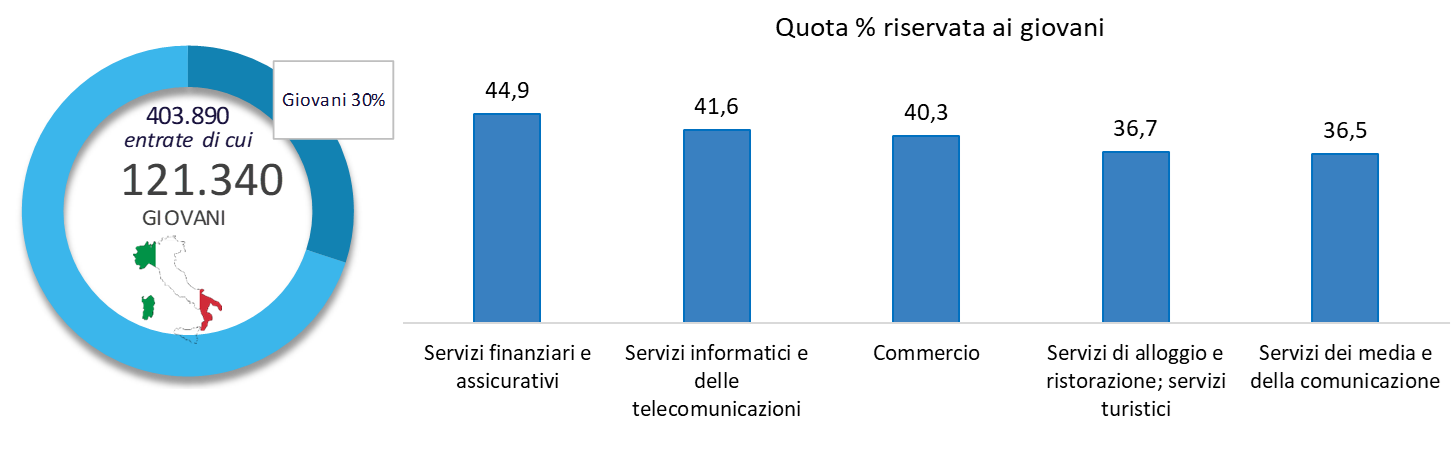 Giovani 30%
403.890
entrate di cui
121.340
GIOVANI
Quota % riservata ai giovani
44,9
41,6
40,3
36,7
36,5
Servizi finanziari e
assicurativi
Servizi informatici e
delle
telecomunicazioni
Commercio
Servizi di alloggio e
ristorazione; servizi
turistici
Servizi dei media e
della comunicazione